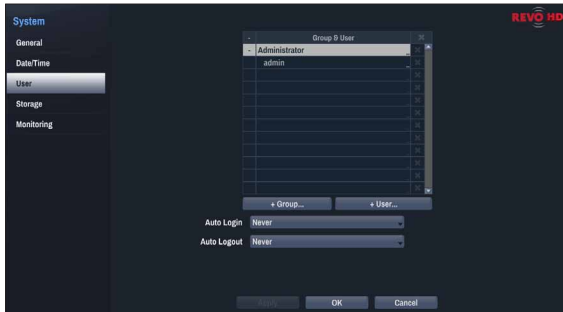 System
REVO HD
General
Date/Time
User
Storage
Monitoring
- Group & User
- Administrator
admin
+ Group... + User...
Auto Login Never
Auto Logout Never
Apply OK Cancel